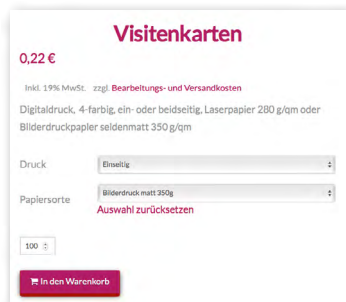 Visitenkarten
0,22 €
Inkl. 19% MwSt. zzgl. Bearbeitungs- und Versandkosten
Digitaldruck, 4-farbig, ein- oder beidseitig, Laserpapier 280 g/qm oder
Bilderdruckpapier seidenmatt 350 g/qm
Druck Einseitig
Papiersorte Bilderdruck matt 350g
Auswahl zurücksetzen
100
In den Warenkorb